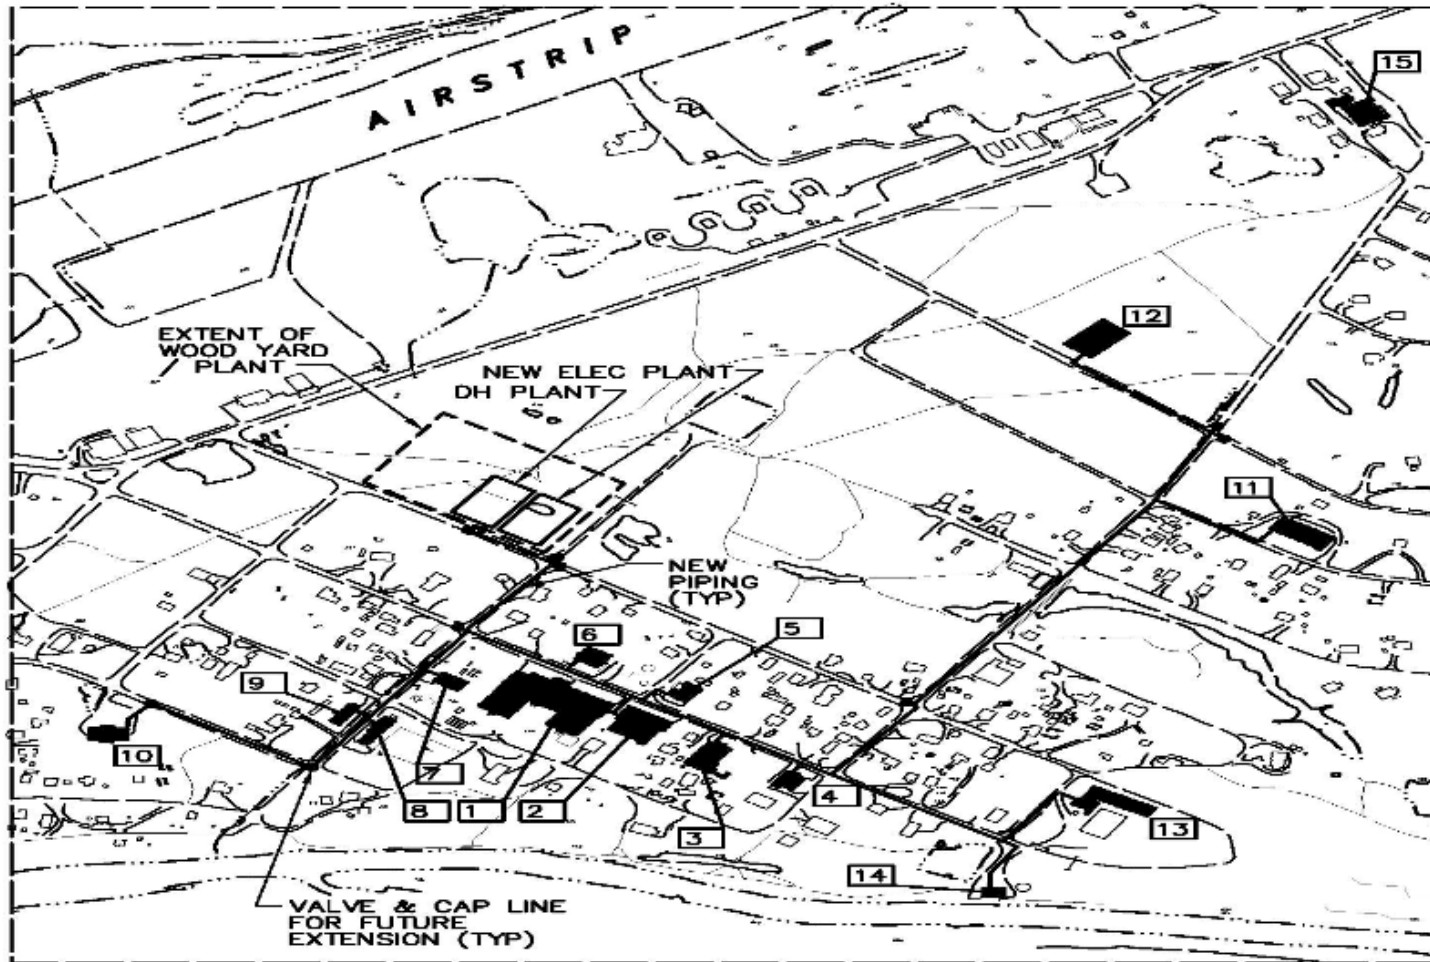 15
AIRSTRIP
12
EXTENT OF
WOOD YARD
PLANT
NEW ELEC PLANT
DH PLANT
11
NEW
PIPING
(TYP)
6
5
9
10
7
8
1
2
4
3
13
14
VALVE & CAP LINE
FOR FUTURE
EXTENSION (TYP)